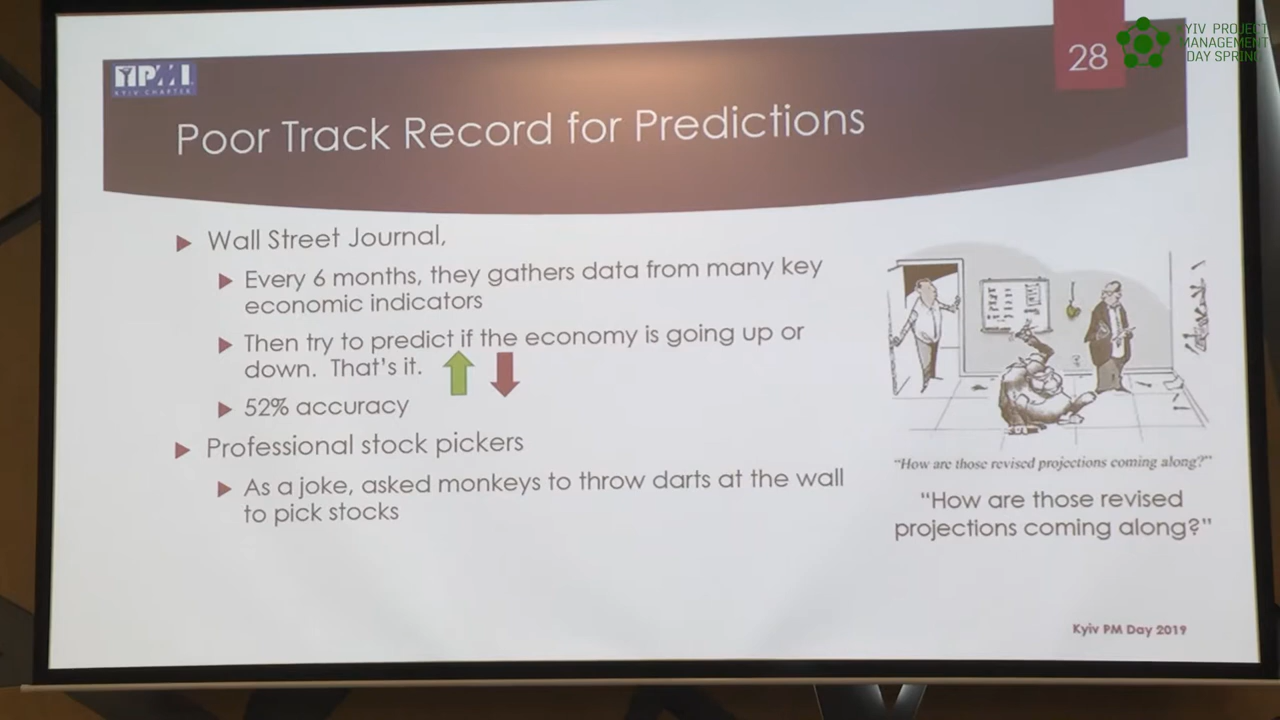 28
KYIV PROJECT
MANAGEMENT
DAY SPRING
PMI
KYIV CHAPTER
Poor Track Record for Predictions
Wall Street Journal,
Every 6 months, they gathers data from many key
economic indicators
Then try to predict if the economy is going up or
down. That's it.
52% accuracy
Professional stock pickers
As a joke, asked monkeys to throw darts at the wall
to pick stocks
"How are those revised projections coming along?"
"How are those revised
projections coming along?"
Kyiv PM Day 2019